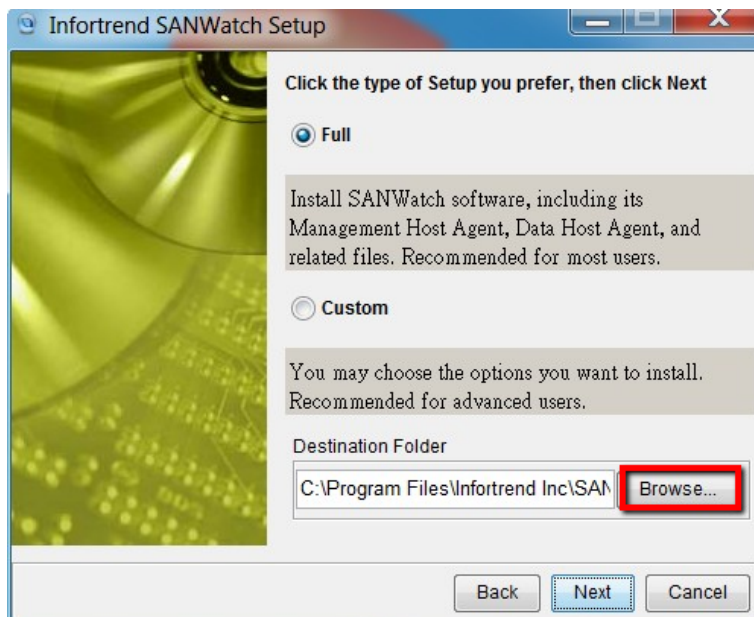 Infortrend SANWatch Setup
Click the type of Setup you prefer, then click Next
Full
Install SANWatch software, including its
Management Host Agent, Data Host Agent, and
related files. Recommended for most users.
Custom
You may choose the options you want to install.
Recommended for advanced users.
Destination Folder
C:\Program Files\Infortrend Inc\SAN Browse...
Back Next Cancel